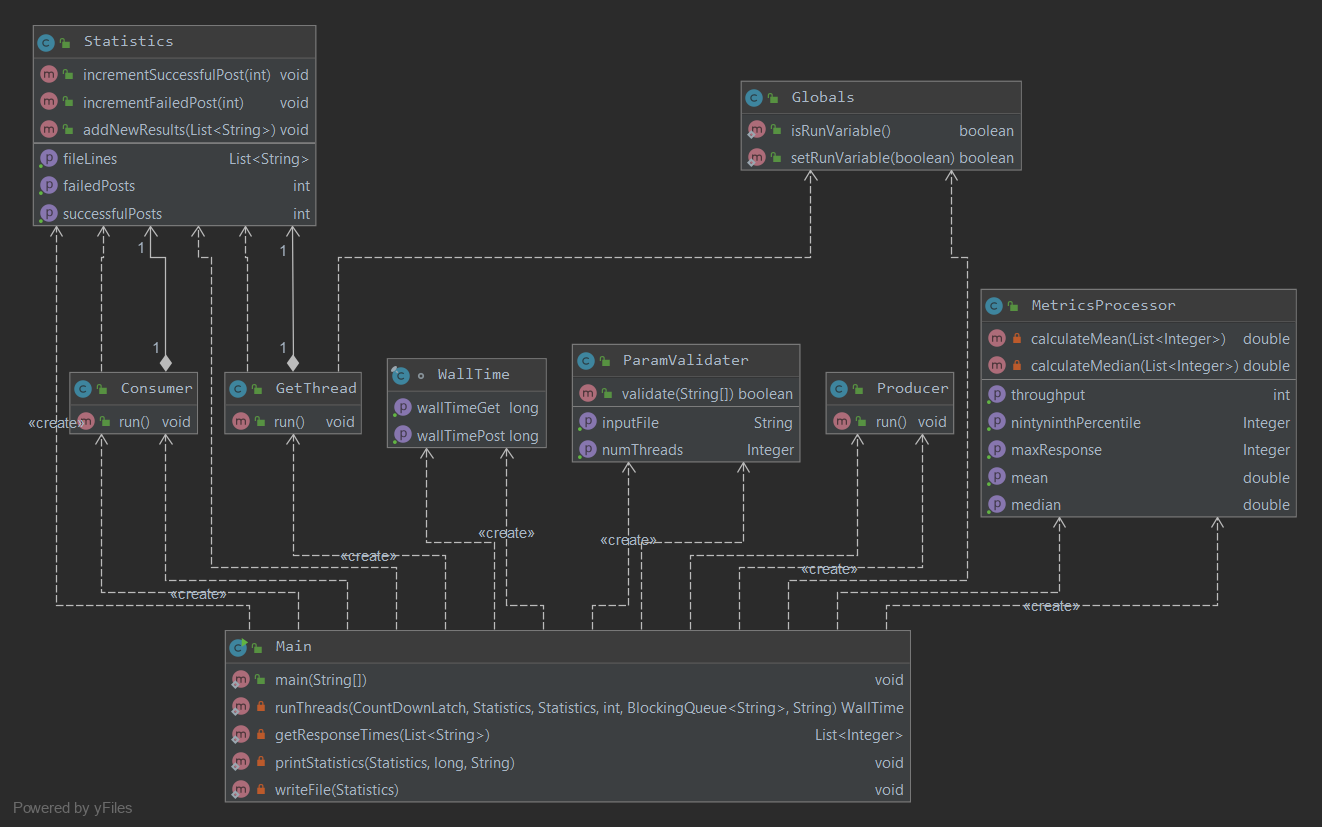 Statistics
incrementSuccessfulPost(int) void
incrementFailedPost(int) void
addNewResults(List<String>) void
fileLines List<String>
failedPosts int
successfulPosts int
Globals
isRunVariable() boolean
setRunVariable(boolean) boolean
1
1
1
1
MetricsProcessor
calculateMean(List<Integer>) double
calculateMedian(List<Integer>) double
throughput int
nintyninthPercentile Integer
maxResponse Integer
mean double
median double
Consumer
run() void
GetThread
run() void
WallTime
wallTimeGet long
wallTimePost long
ParamValidater
validate(String[]) boolean
inputFile String
numThreads Integer
Producer
run() void
«create»
«create»
«create»
«create»
«create»
«create»
«create»
Main
main(String[]) void
runThreads(CountDownLatch, Statistics, Statistics, int, BlockingQueue<String>, String) WallTime
getResponseTimes(List<String>) List<Integer>
printStatistics(Statistics, long, String) void
writeFile(Statistics) void
Powered by yFiles